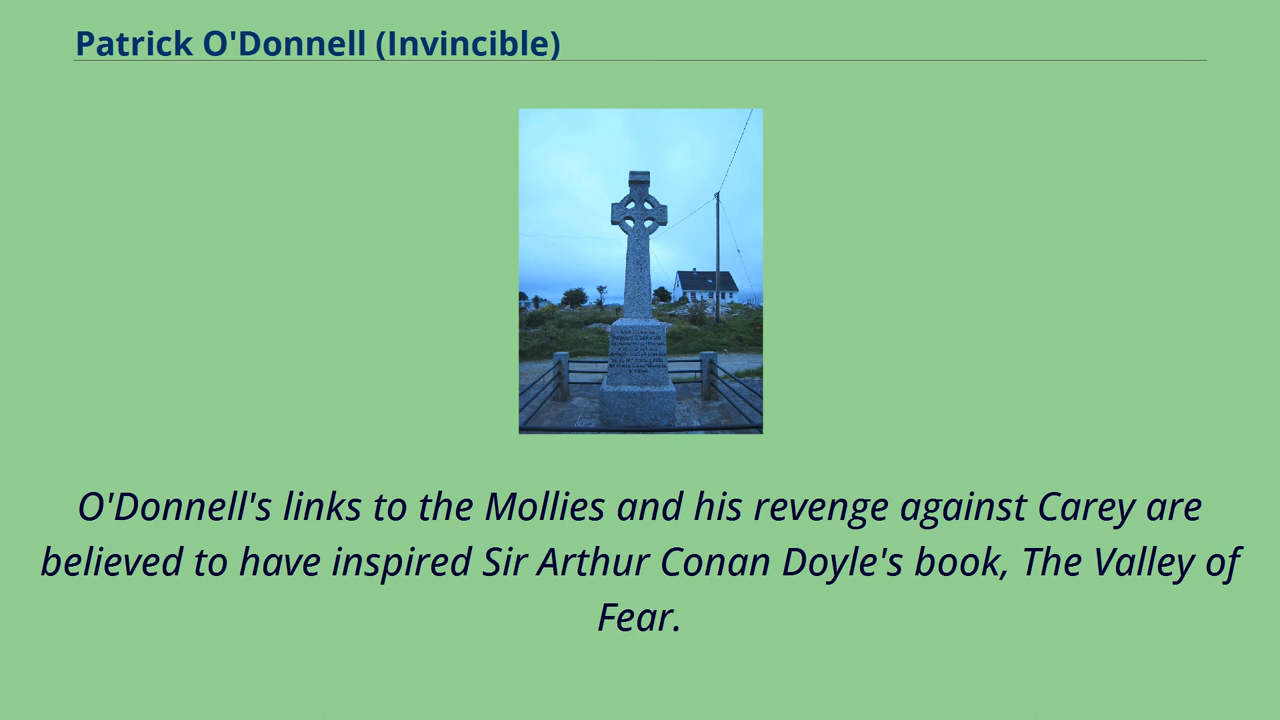 Patrick O'Donnell (Invincible)
O'Donnell's links to the Mollies and his revenge against Carey are
believed to have inspired Sir Arthur Conan Doyle's book, The Valley of
Fear.